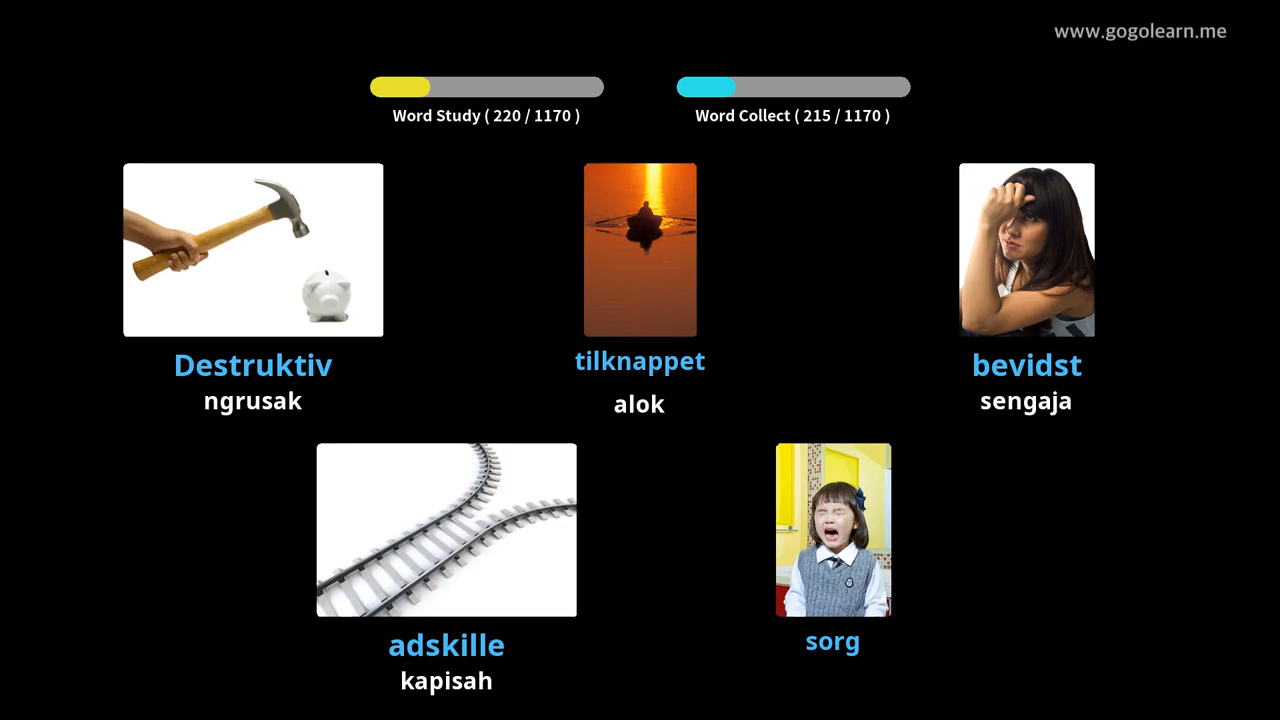 www.gogolearn.me
Word Study ( 220 / 1170 )
Word Collect ( 215 / 1170 )
Destruktiv
ngrusak
tilknappet
alok
bevidst
sengaja
adskille
kapisah
sorg